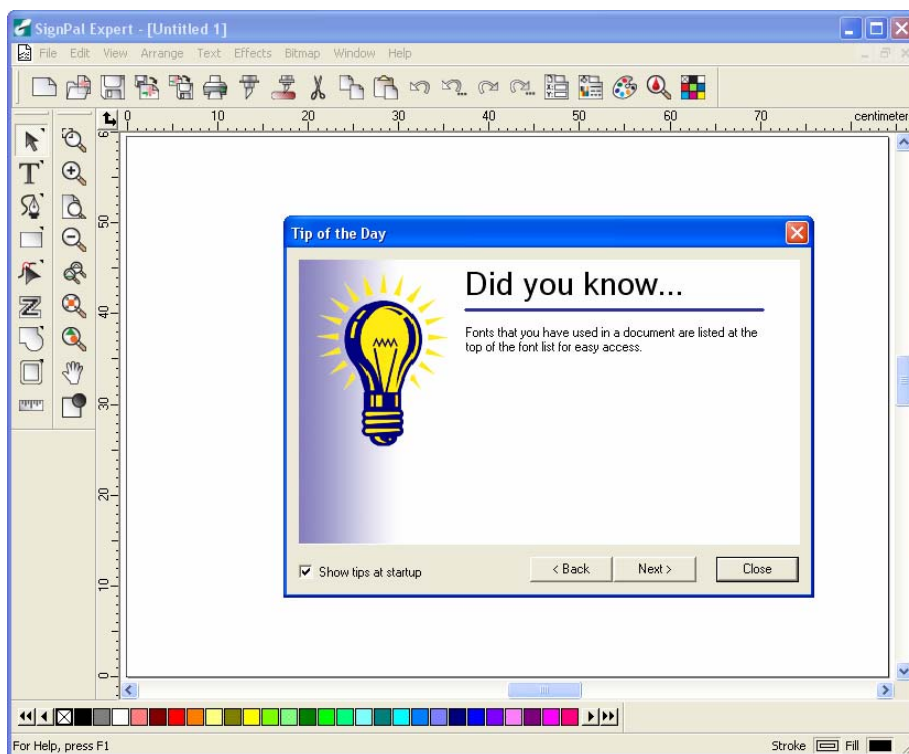 SignPal Expert - [Untitled 1]
File Edit View Arrange Text Effects Bitmap Window Help
0 10 20 30 40 50 60 70 centimeter
60
50
40
30
20
10
0
Tip of the Day
Did you know...
Fonts that you have used in a document are listed at the
top of the font list for easy access.
Show tips at startup
< Back Next > Close
For Help, press F1 Stroke Fill